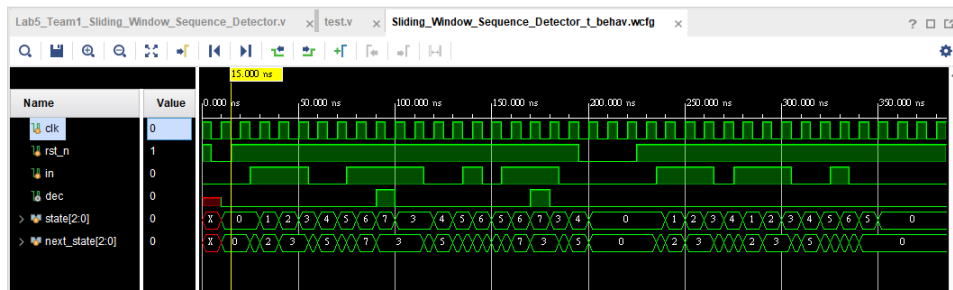 Lab5_Team1_Sliding_Window_Sequence_Detector.v × test.v × Sliding_Window_Sequence_Detector_t_behav.wcfg × ?
15.000 ns
Name Value 0.000 ns 50.000 ns 100.000 ns 150.000 ns 200.000 ns 250.000 ns 300.000 ns 350.000 ns
clk 0
rst_n 1
in 0
dec 0
state[2:0] 0 X 0 1 2 3 4 5 6 7 3 4 5 6 5 6 7 3 4 0 1 2 3 4 1 2 3 4 5 6 5 0
next_state[2:0] 0 X 0 2 3 7 3 7 3 5 0 2 3 2 3 0